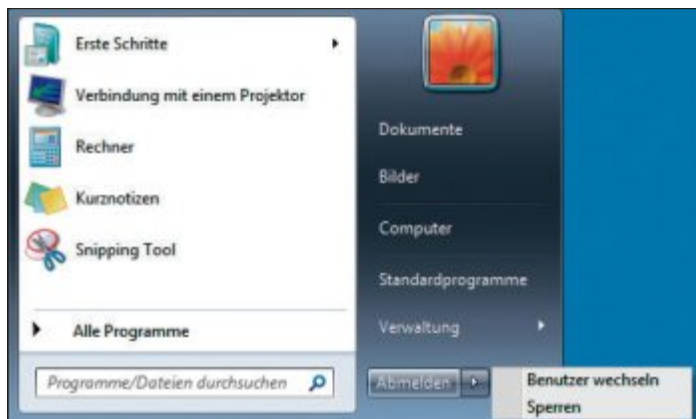 Erste Schritte
Verbindung mit einem Projektor
Rechner
Kurznotizen
Snipping Tool
Alle Programme
Programme/Dateien durchsuchen
Dokumente
Bilder
Computer
Standardprogramme
Verwaltung
Abmelden
Benutzer wechseln
Sperren